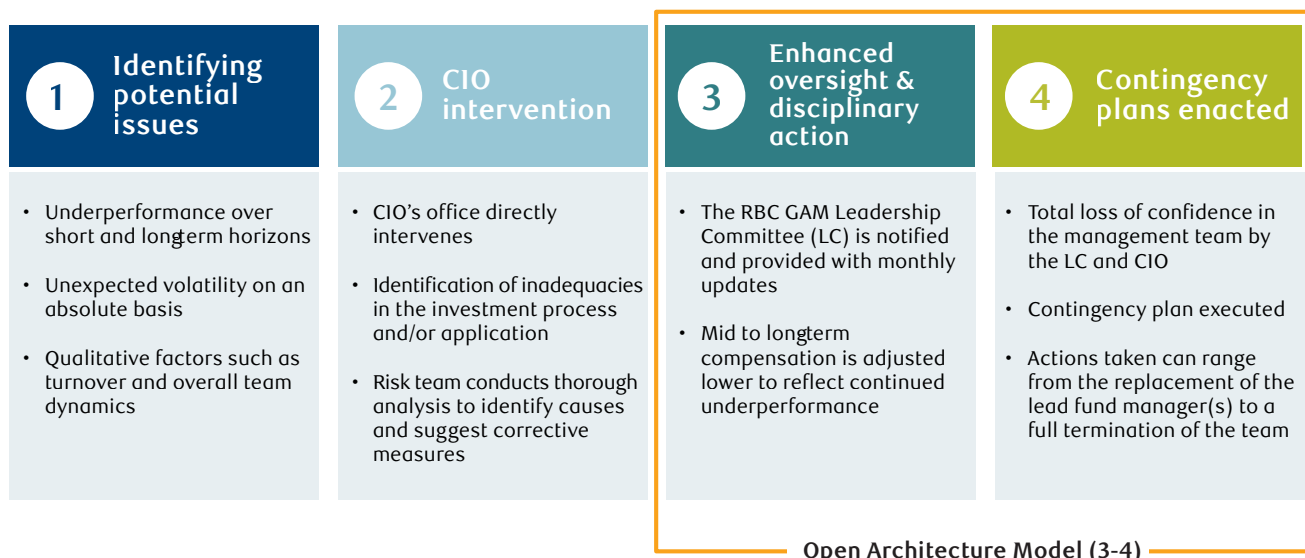 1
Identifying
potential
issues
• Underperformance over
short and longterm horizons
• Unexpected volatility on an
absolute basis
• Qualitative factors such as
turnover and overall team
dynamics
2
CIO
intervention
• CIO’s office directly
intervenes
• Identification of inadequacies
in the investment process
and/or application
• Risk team conducts thorough
analysis to identify causes
and suggest corrective
measures
3
Enhanced
oversight &
disciplinary
action
• The RBC GAM Leadership
Committee (LC) is notified
and provided with monthly
updates
• Mid to longterm
compensation is adjusted
lower to reflect continued
underperformance
4
Contingency
plans enacted
• Total loss of confidence in
the management team by
the LC and CIO
• Contingency plan executed
• Actions taken can range
from the replacement of the
lead fund manager(s) to a
full termination of the team
Open Architecture Model (3-4)